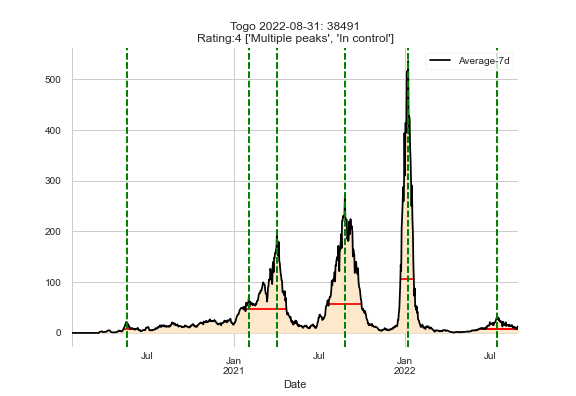 Togo 2022-08-31: 38491
Rating:4 ['Multiple peaks', 'In control']
Average-7d
500
400
300
200
100
0
Jul
Jan
2021
Jul
Jan
2022
Jul
Date